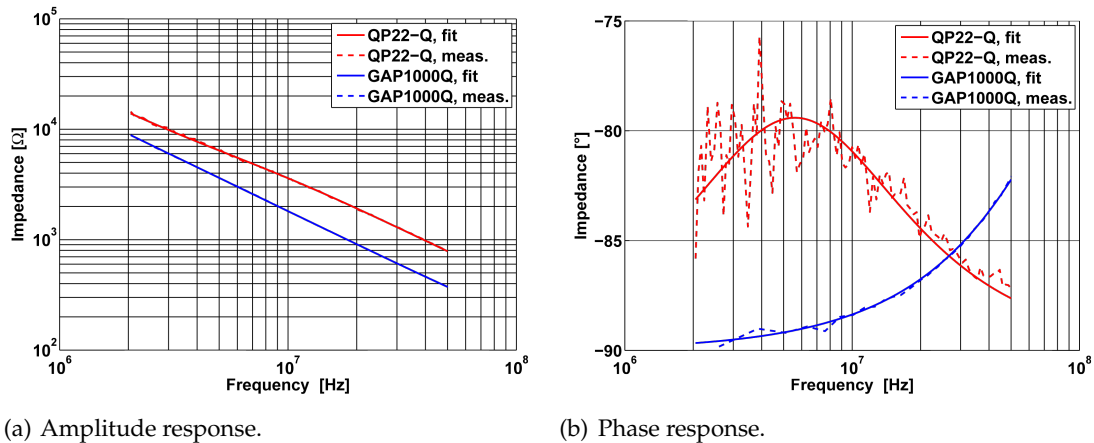 10^5
10^4
10^3
10^2
Impedance [Ω]
QP22-Q, fit
QP22-Q, meas.
GAP1000Q, fit
GAP1000Q, meas.
10^6
10^7
10^8
Frequency [Hz]
(a) Amplitude response.
−75
−80
−85
−90
Impedance [°]
QP22-Q, fit
QP22-Q, meas.
GAP1000Q, fit
GAP1000Q, meas.
10^6
10^7
10^8
Frequency [Hz]
(b) Phase response.